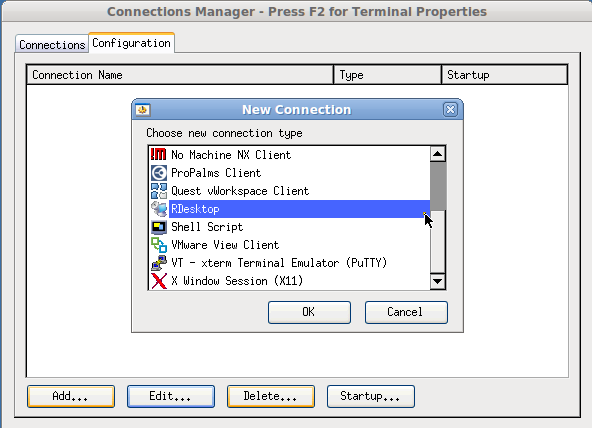 Connections Manager - Press F2 for Terminal Properties
Connections Configuration
Connection Name Type Startup
New Connection
Choose new connection type
No Machine NX Client
ProPalms Client
Quest vWorkspace Client
RDesktop
Shell Script
VMware View Client
VT - xterm Terminal Emulator (PuTTY)
X Window Session (X11)
OK Cancel
Add... Edit... Delete... Startup...